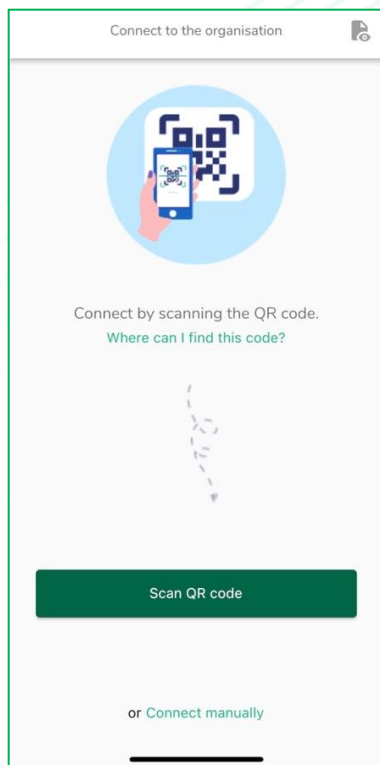 Connect to the organisation
Connect by scanning the QR code.
Where can I find this code?
Scan QR code
or Connect manually